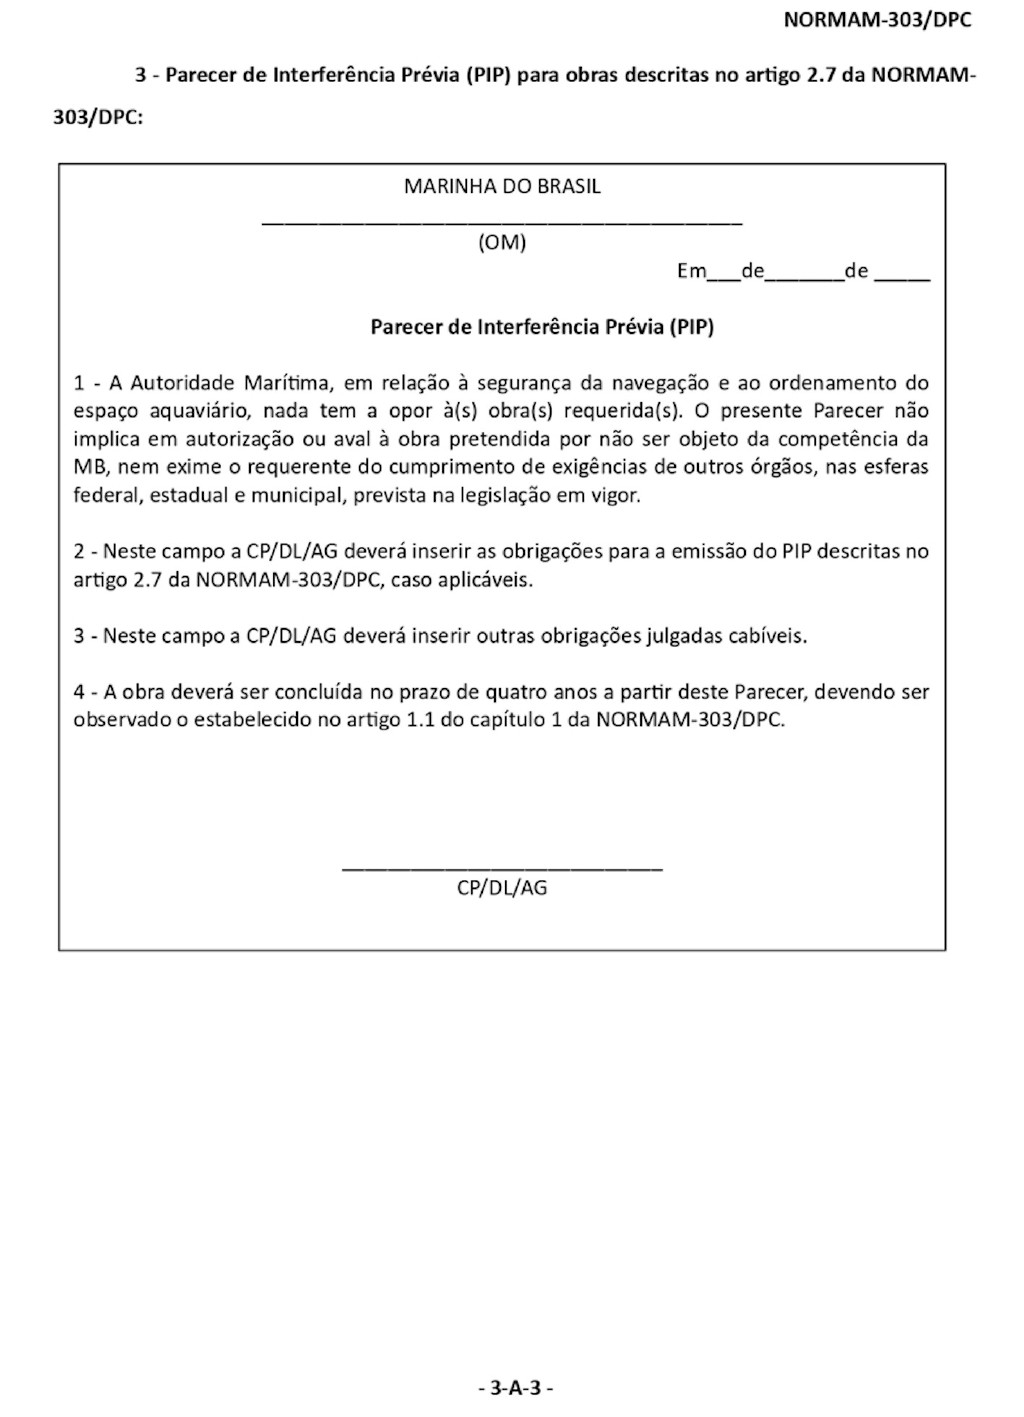 NORMAM-303/DPC
3 - Parecer de Interferência Prévia (PIP) para obras descritas no artigo 2.7 da NORMAM-
303/DPC:
MARINHA DO BRASIL
__________________________________________
(OM)
Em___de_______de _____
Parecer de Interferência Prévia (PIP)
1 - A Autoridade Marítima, em relação à segurança da navegação e ao ordenamento do
espaço aquaviário, nada tem a opor à(s) obra(s) requerida(s). O presente Parecer não
implica em autorização ou aval à obra pretendida por não ser objeto da competência da
MB, nem exime o requerente do cumprimento de exigências de outros órgãos, nas esferas
federal, estadual e municipal, prevista na legislação em vigor.
2 - Neste campo a CP/DL/AG deverá inserir as obrigações para a emissão do PIP descritas no
artigo 2.7 da NORMAM-303/DPC, caso aplicáveis.
3 - Neste campo a CP/DL/AG deverá inserir outras obrigações julgadas cabíveis.
4 - A obra deverá ser concluída no prazo de quatro anos a partir deste Parecer, devendo ser
observado o estabelecido no artigo 1.1 do capítulo 1 da NORMAM-303/DPC.
____________________________
CP/DL/AG
- 3-A-3 -